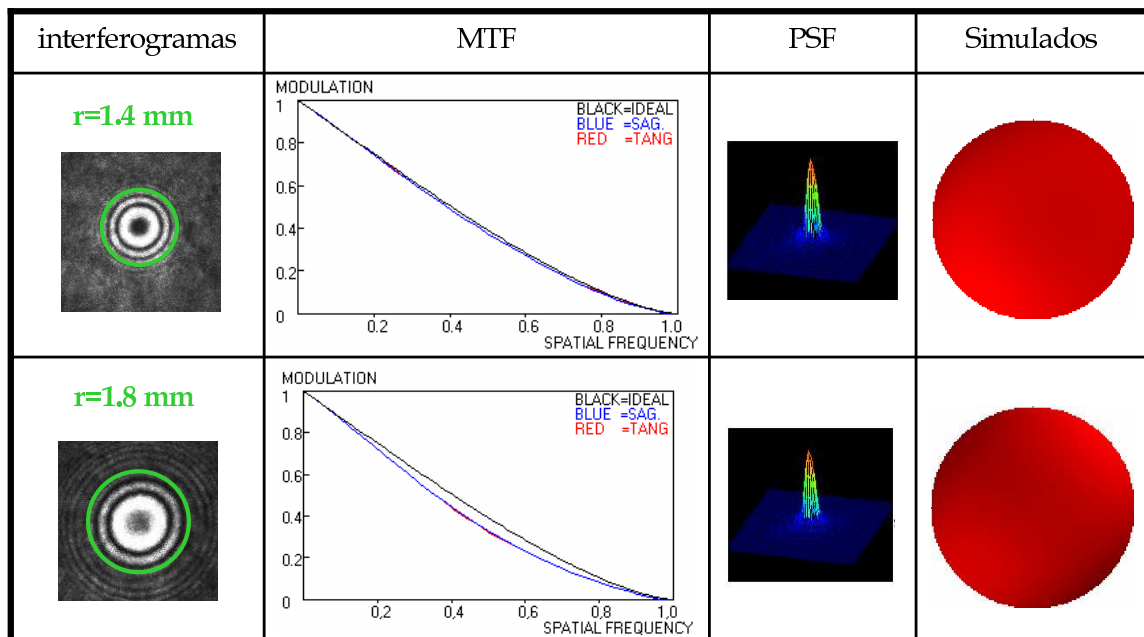 interferogramas
MTF
PSF
Simulados
r=1.4 mm
MODULATION
BLACK=IDEAL
BLUE =SAG.
RED =TANG
1
0.8
0.6
0.4
0.2
0
0.2 0.4 0.6 0.8 1.0
SPATIAL FREQUENCY
r=1.8 mm
MODULATION
BLACK=IDEAL
BLUE =SAG.
RED =TANG
1
0.8
0.6
0.4
0.2
0
0,2 0,4 0,6 0,8 1,0
SPATIAL FREQUENCY